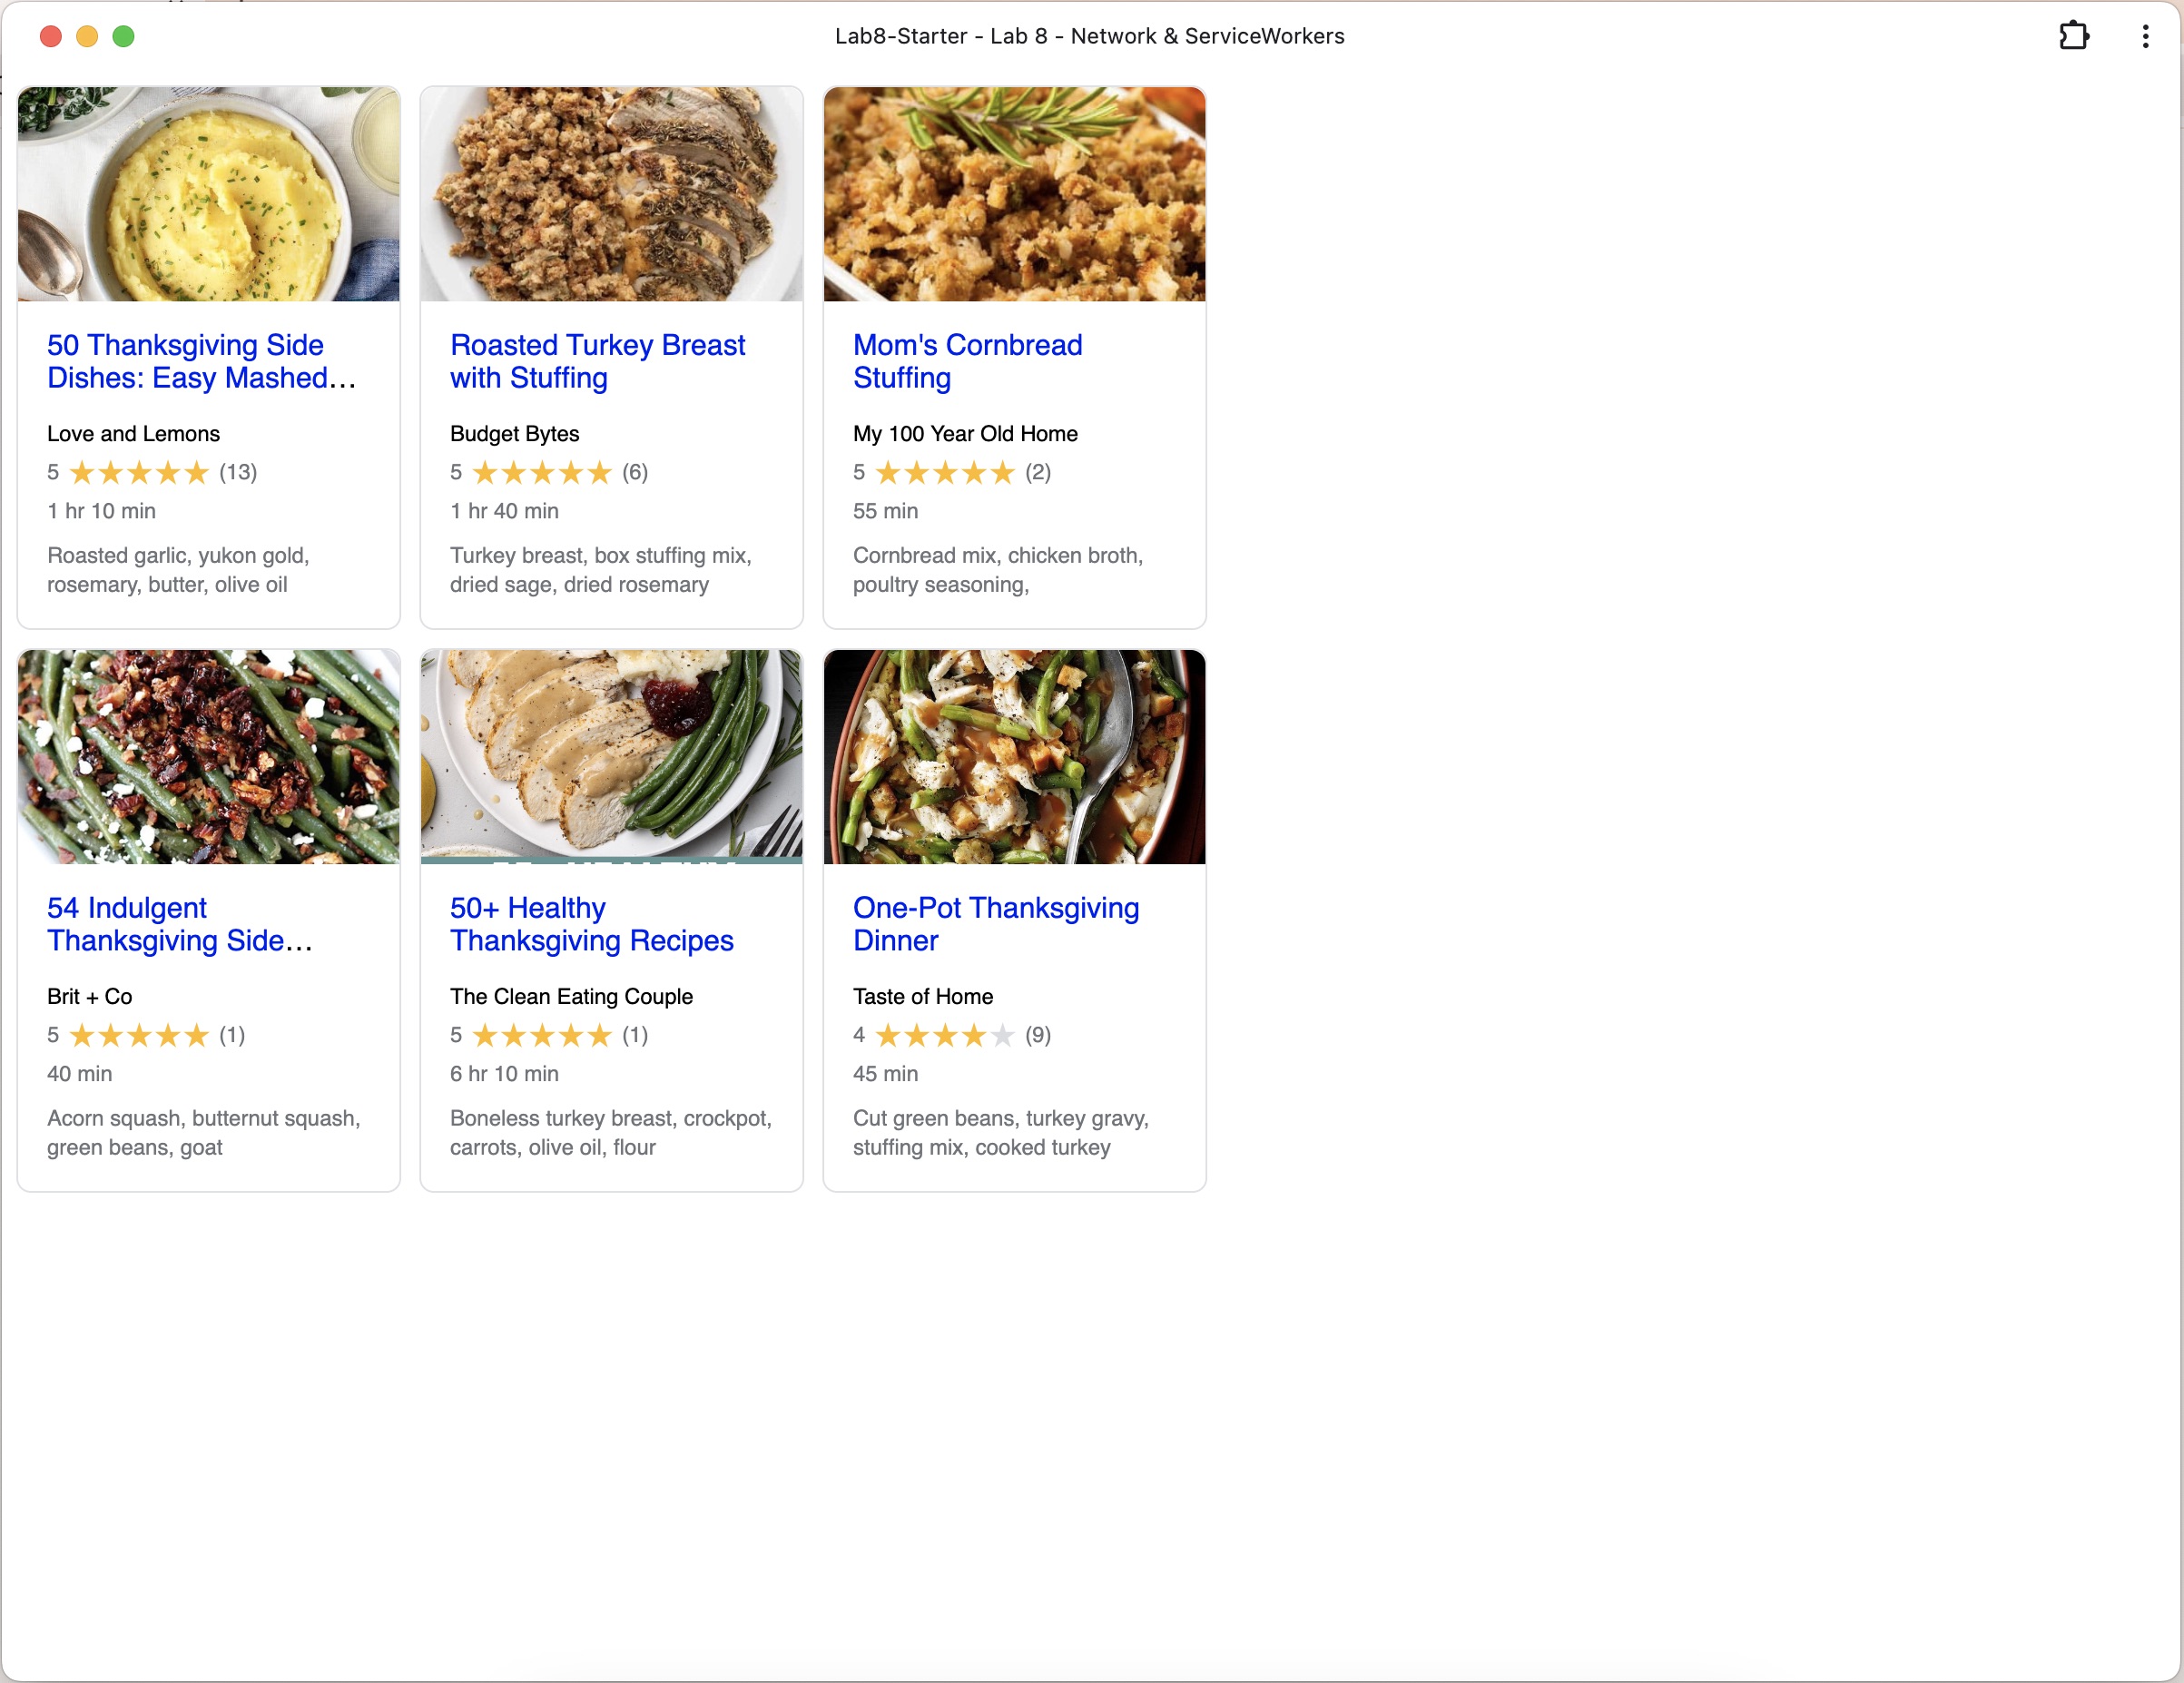 Lab8-Starter - Lab 8 - Network & ServiceWorkers
50 Thanksgiving Side
Dishes: Easy Mashed…
Love and Lemons
5 ★★★★★ (13)
1 hr 10 min
Roasted garlic, yukon gold,
rosemary, butter, olive oil
Roasted Turkey Breast
with Stuffing
Budget Bytes
5 ★★★★★ (6)
1 hr 40 min
Turkey breast, box stuffing mix,
dried sage, dried rosemary
Mom's Cornbread
Stuffing
My 100 Year Old Home
5 ★★★★★ (2)
55 min
Cornbread mix, chicken broth,
poultry seasoning,
54 Indulgent
Thanksgiving Side…
Brit + Co
5 ★★★★★ (1)
40 min
Acorn squash, butternut squash,
green beans, goat
50+ Healthy
Thanksgiving Recipes
The Clean Eating Couple
5 ★★★★★ (1)
6 hr 10 min
Boneless turkey breast, crockpot,
carrots, olive oil, flour
One-Pot Thanksgiving
Dinner
Taste of Home
4 ★★★★★ (9)
45 min
Cut green beans, turkey gravy,
stuffing mix, cooked turkey